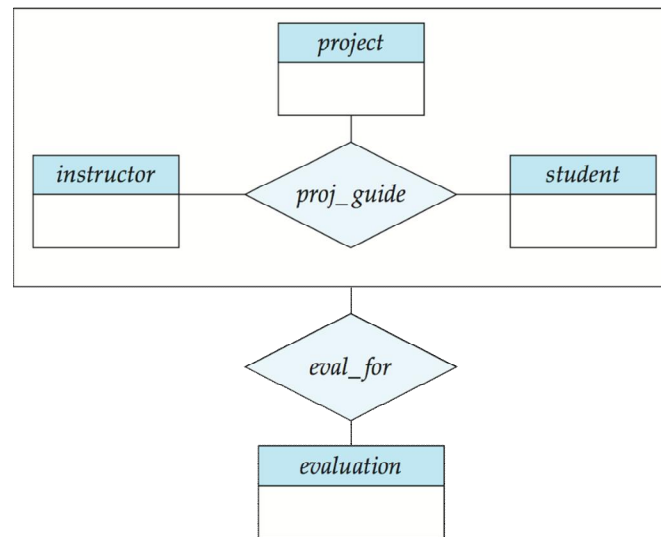 project
instructor
proj_guide
student
eval_for
evaluation